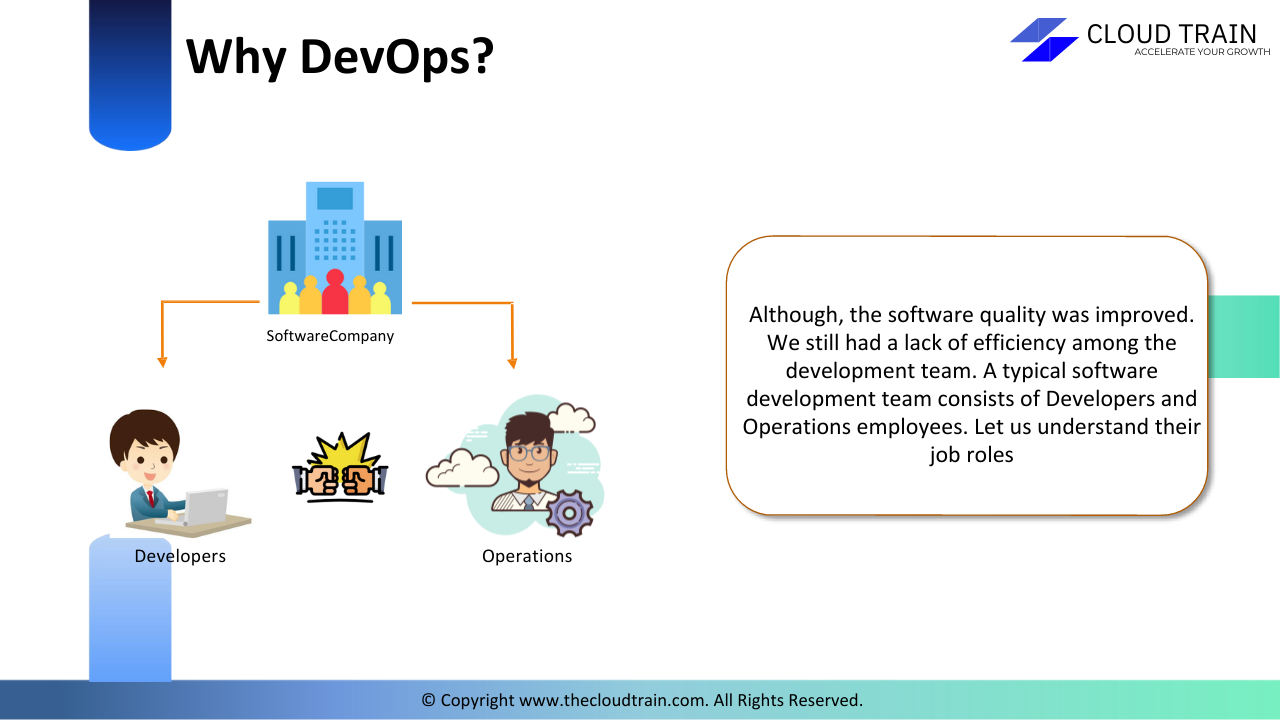 Why DevOps?
CLOUD TRAIN
ACCELERATE YOUR GROWTH
SoftwareCompany
Developers
Operations
Although, the software quality was improved.
We still had a lack of efficiency among the
development team. A typical software
development team consists of Developers and
Operations employees. Let us understand their
job roles
© Copyright www.thecloudtrain.com. All Rights Reserved.